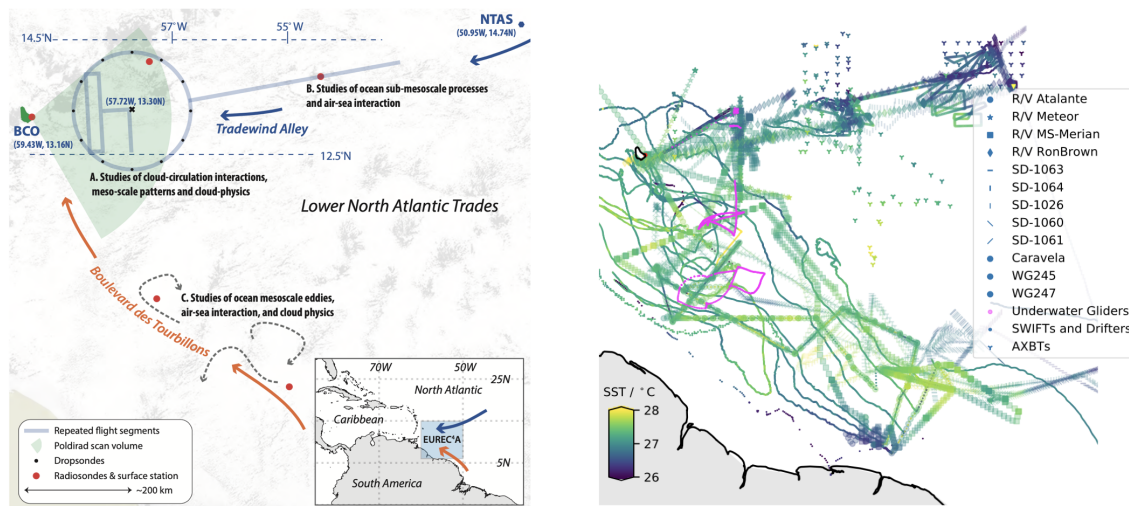 57°W
55°W
NTAS
(50.95W, 14.74N)
14.5°N
B. Studies of ocean sub-mesoscale processes
and air-sea interaction
(57.72W, 13.30N)
BCO
(59.43W, 13.16N)
Tradewind Alley
12.5°N
A. Studies of cloud-circulation interactions,
meso-scale patterns and cloud-physics
Lower North Atlantic Trades
Boulevard des Tourbillons
C. Studies of ocean mesoscale eddies,
air-sea interaction, and cloud physics
Repeated flight segments
Poldirad scan volume
Dropsondes
Radiosondes & surface station
~200 km
70°W
50°W
25°N
North Atlantic
Caribbean
EUREC⁴A
5°N
South America
R/V Atalante
R/V Meteor
R/V MS-Merian
R/V RonBrown
SD-1063
SD-1064
SD-1026
SD-1060
SD-1061
Caravela
WG245
WG247
Underwater Gliders
SWIFTs and Drifters
AXBTs
SST / °C
28
27
26